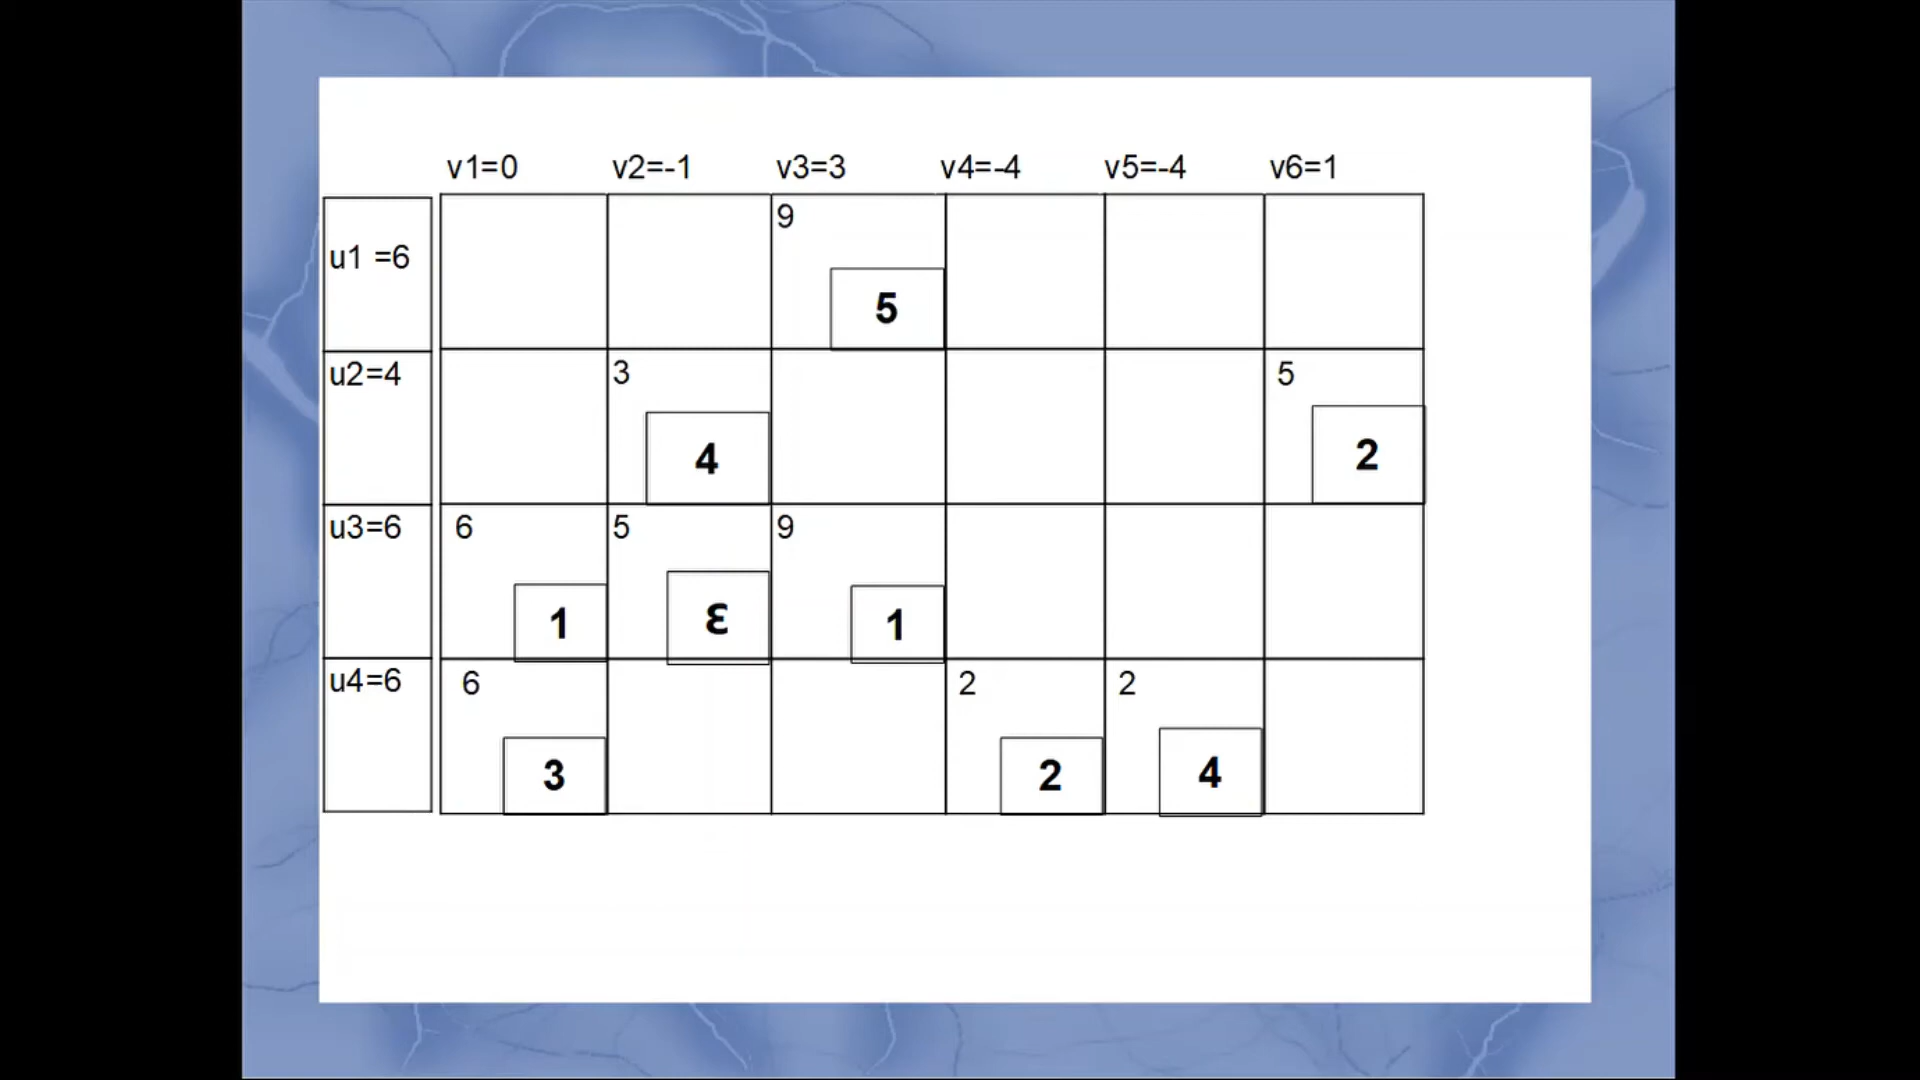 v1=0 v2=-1 v3=3 v4=-4 v5=-4 v6=1
u1 =6 9
5
u2=4 3 5
4 2
u3=6 6 5 9
1 ε 1
u4=6 6 2 2
3 2 4